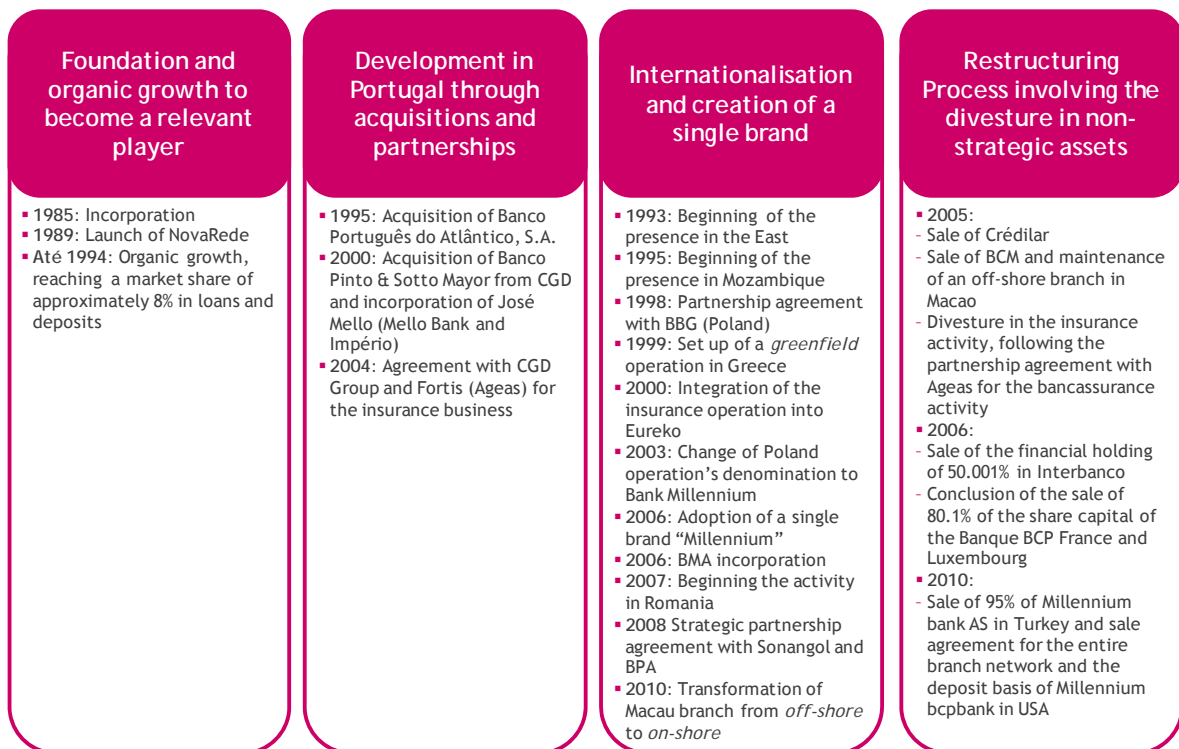 Foundation and
organic growth to
become a relevant
player
▪ 1985: Incorporation
▪ 1989: Launch of NovaRede
▪ Até 1994: Organic growth,
reaching a market share of
approximately 8% in loans and
deposits
Development in
Portugal through
acquisitions and
partnerships
▪ 1995: Acquisition of Banco
Português do Atlântico, S.A.
▪ 2000: Acquisition of Banco
Pinto & Sotto Mayor from CGD
and incorporation of José
Mello (Mello Bank and
Império)
▪ 2004: Agreement with CGD
Group and Fortis (Ageas) for
the insurance business
Internationalisation
and creation of a
single brand
▪ 1993: Beginning of the
presence in the East
▪ 1995: Beginning of the
presence in Mozambique
▪ 1998: Partnership agreement
with BBG (Poland)
▪ 1999: Set up of a greenfield
operation in Greece
▪ 2000: Integration of the
insurance operation into
Eureko
▪ 2003: Change of Poland
operation's denomination to
Bank Millennium
▪ 2006: Adoption of a single
brand "Millennium"
▪ 2006: BMA incorporation
▪ 2007: Beginning the activity
in Romania
▪ 2008 Strategic partnership
agreement with Sonangol and
BPA
▪ 2010: Transformation of
Macau branch from off-shore
to on-shore
Restructuring
Process involving the
divesture in non-
strategic assets
▪ 2005:
- Sale of Crédilar
- Sale of BCM and maintenance
of an off-shore branch in
Macao
- Divesture in the insurance
activity, following the
partnership agreement with
Ageas for the bancassurance
activity
▪ 2006:
- Sale of the financial holding
of 50.001% in Interbanco
- Conclusion of the sale of
80.1% of the share capital of
the Banque BCP France and
Luxembourg
▪ 2010:
- Sale of 95% of Millennium
bank AS in Turkey and sale
agreement for the entire
branch network and the
deposit basis of Millennium
bcpbank in USA